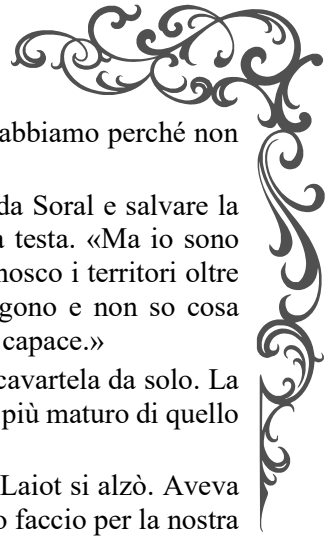 abbiamo perché non
da Soral e salvare la
a testa. «Ma io sono
nosco i territori oltre
gono e non so cosa
capace.»
cavartela da solo. La
più maturo di quello
Laiot si alzò. Aveva
o faccio per la nostra